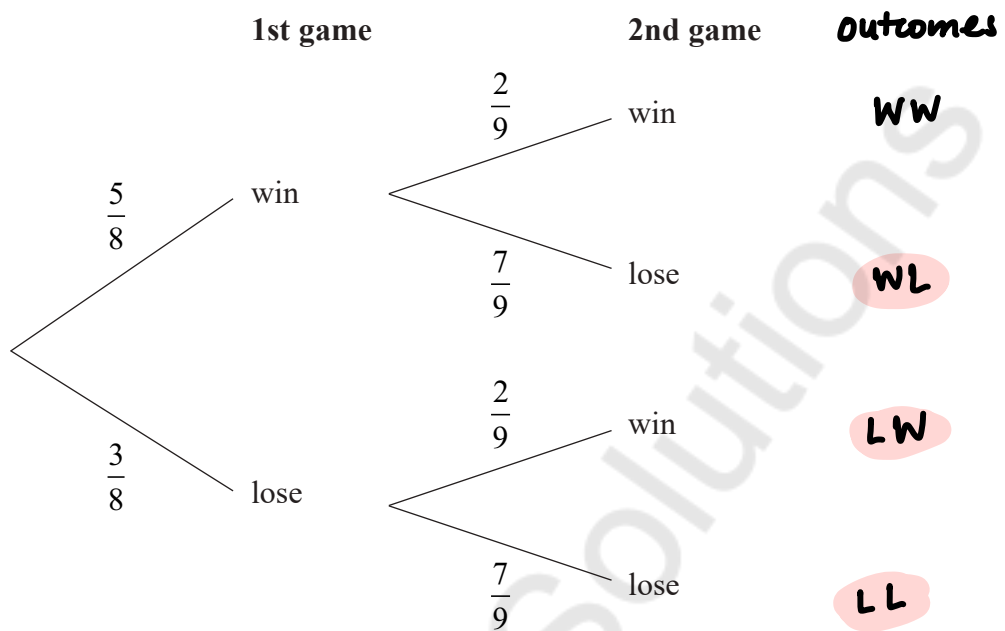 1st game 2nd game outcomes
2/9 win WW
5/8 win
7/9 lose WL
2/9 win LW
3/8 lose
7/9 lose LL
Solutions